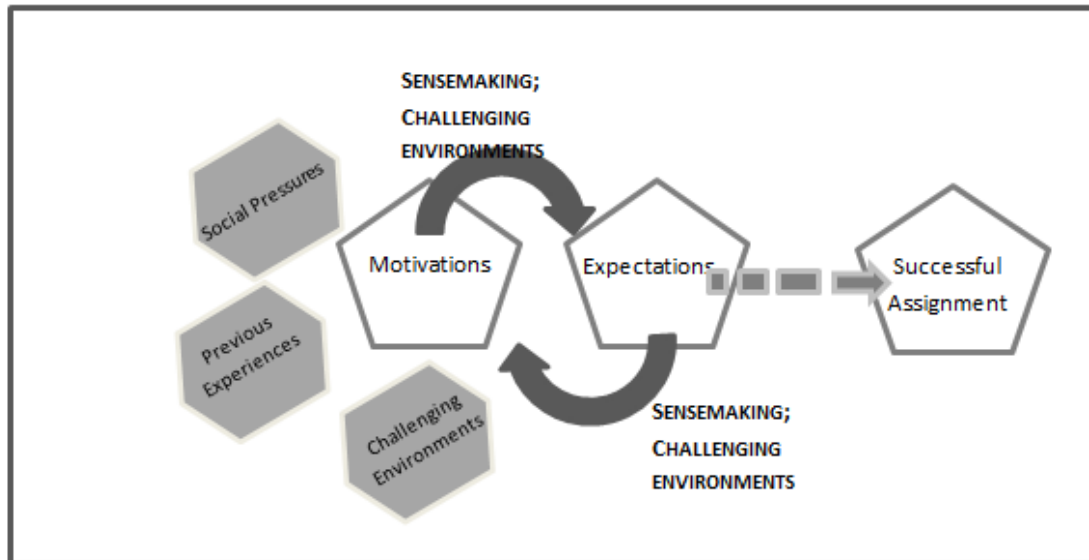 SENSEMAKING;
CHALLENGING
ENVIRONMENTS
Social Pressures
Motivations
Expectations
Successful
Assignment
Previous
Experiences
Challenging
Environments
SENSEMAKING;
CHALLENGING
ENVIRONMENTS